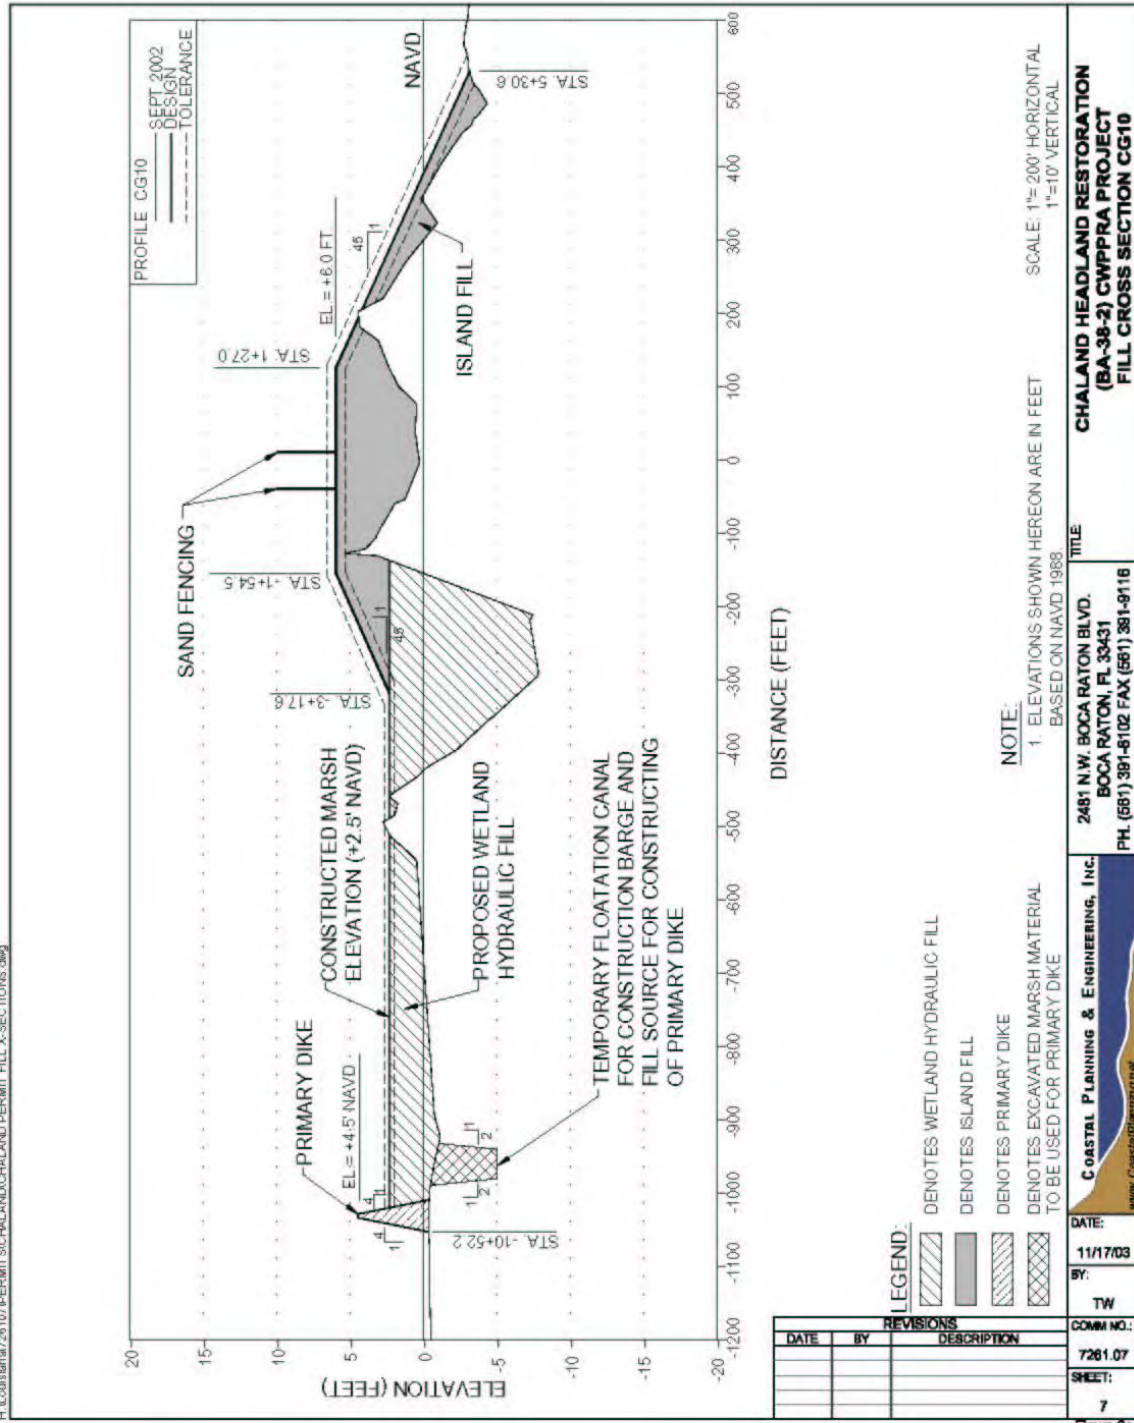 PROFILE CG10
SEPT 2002
DESIGN
TOLERANCE
NAVD
STA. 5+30.6
EL.= +6.0 FT.
45
1
STA. 1+27.0
ISLAND FILL
SAND FENCING
STA. -1+54.5
1
45
STA. -3+17.6
CONSTRUCTED MARSH
ELEVATION (+2.5' NAVD)
PROPOSED WETLAND
HYDRAULIC FILL
PRIMARY DIKE
EL.= +4.5' NAVD
TEMPORARY FLOATATION CANAL
FOR CONSTRUCTION BARGE AND
FILL SOURCE FOR CONSTRUCTING
OF PRIMARY DIKE
4
1
4
1
1
2
1
2
STA. -10+52.2
ELEVATION (FEET)
20
15
10
5
0
-5
-10
-15
-20
-1200
-1100
-1000
-900
-800
-700
-600
-500
-400
-300
-200
-100
0
100
200
300
400
500
600
DISTANCE (FEET)
LEGEND:
DENOTES WETLAND HYDRAULIC FILL
DENOTES ISLAND FILL
DENOTES PRIMARY DIKE
DENOTES EXCAVATED MARSH MATERIAL
TO BE USED FOR PRIMARY DIKE
NOTE:
1. ELEVATIONS SHOWN HEREON ARE IN FEET
BASED ON NAVD 1988.
SCALE: 1"= 200' HORIZONTAL
1"=10' VERTICAL
REVISIONS
DATE BY DESCRIPTION
DATE:
11/17/03
BY:
TW
COMM NO.:
7261.07
SHEET:
7
COASTAL PLANNING & ENGINEERING, Inc.
www.CoastalPlanning.net
2481 N.W. BOCA RATON BLVD.
BOCA RATON, FL 33431
PH. (561) 391-8102 FAX (561) 391-9116
TITLE:
CHALAND HEADLAND RESTORATION
(BA-38-2) CWPPRA PROJECT
FILL CROSS SECTION CG10